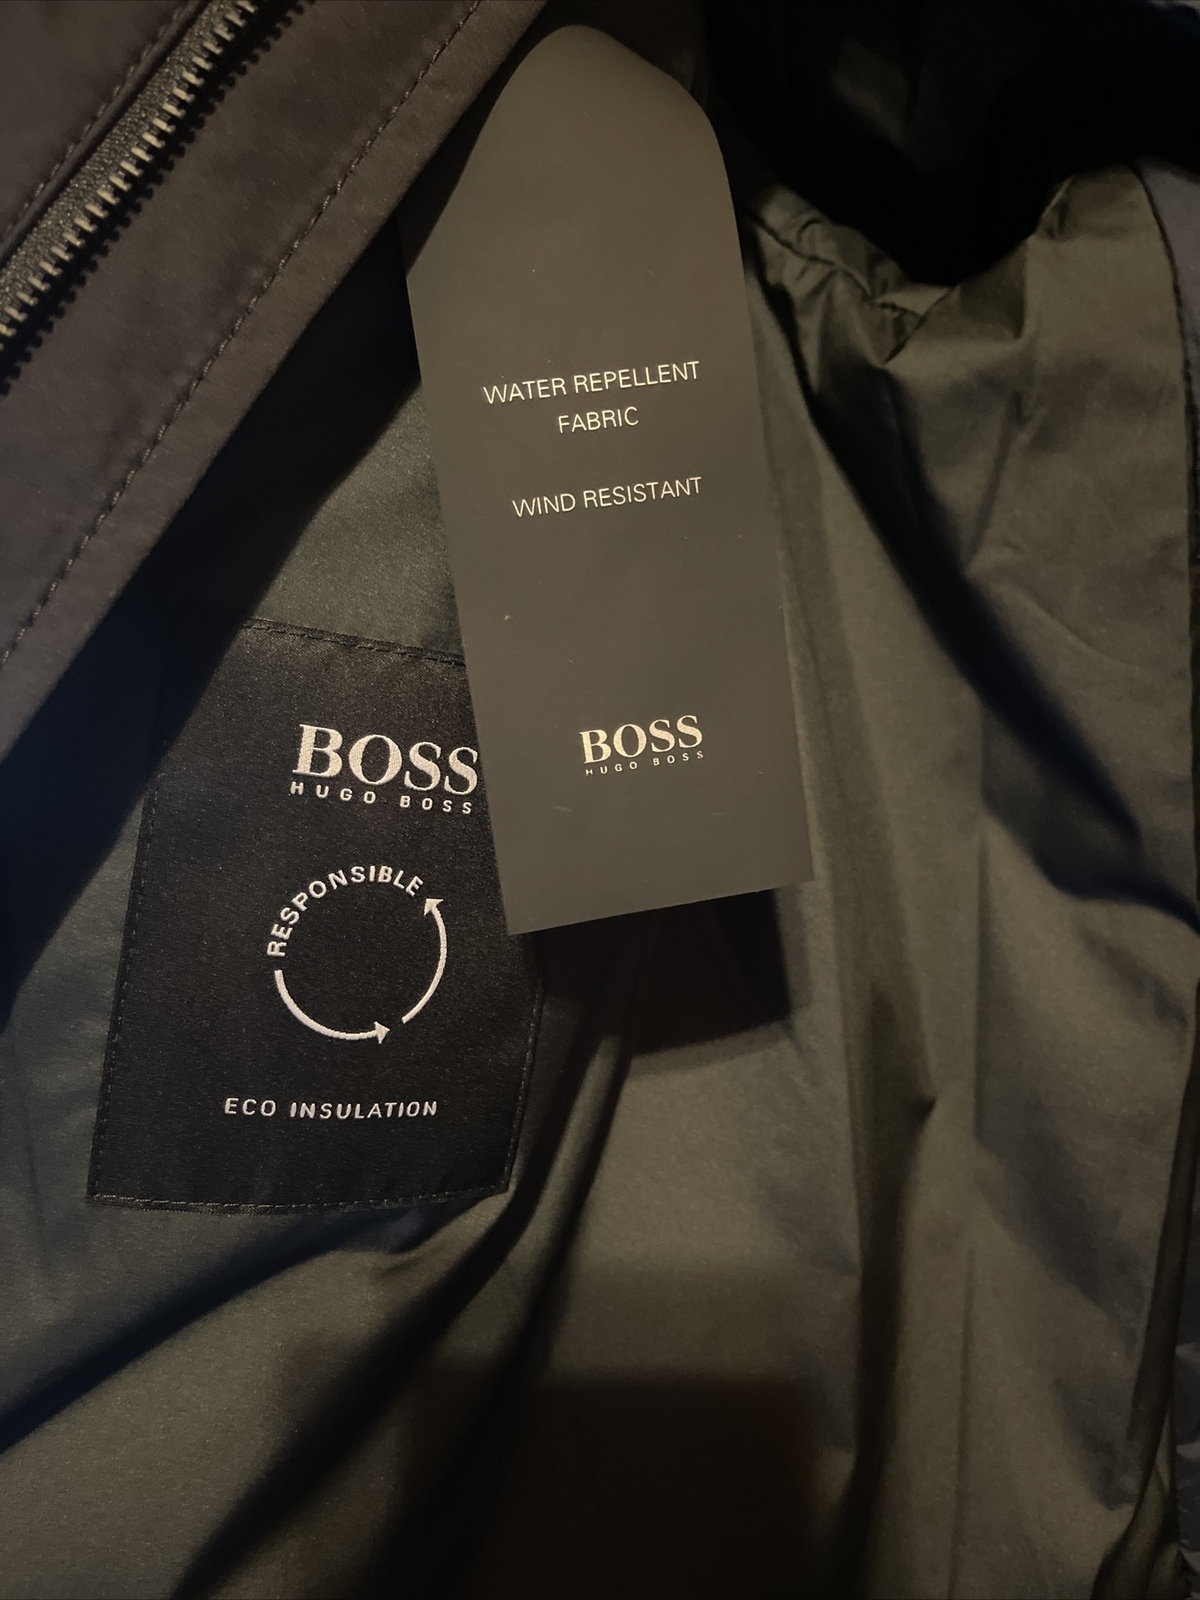 WATER REPELLENT
FABRIC
WIND RESISTANT
BOSS
HUGO BOSS
BOSS
HUGO BOSS
RESPONSIBLE
ECO INSULATION